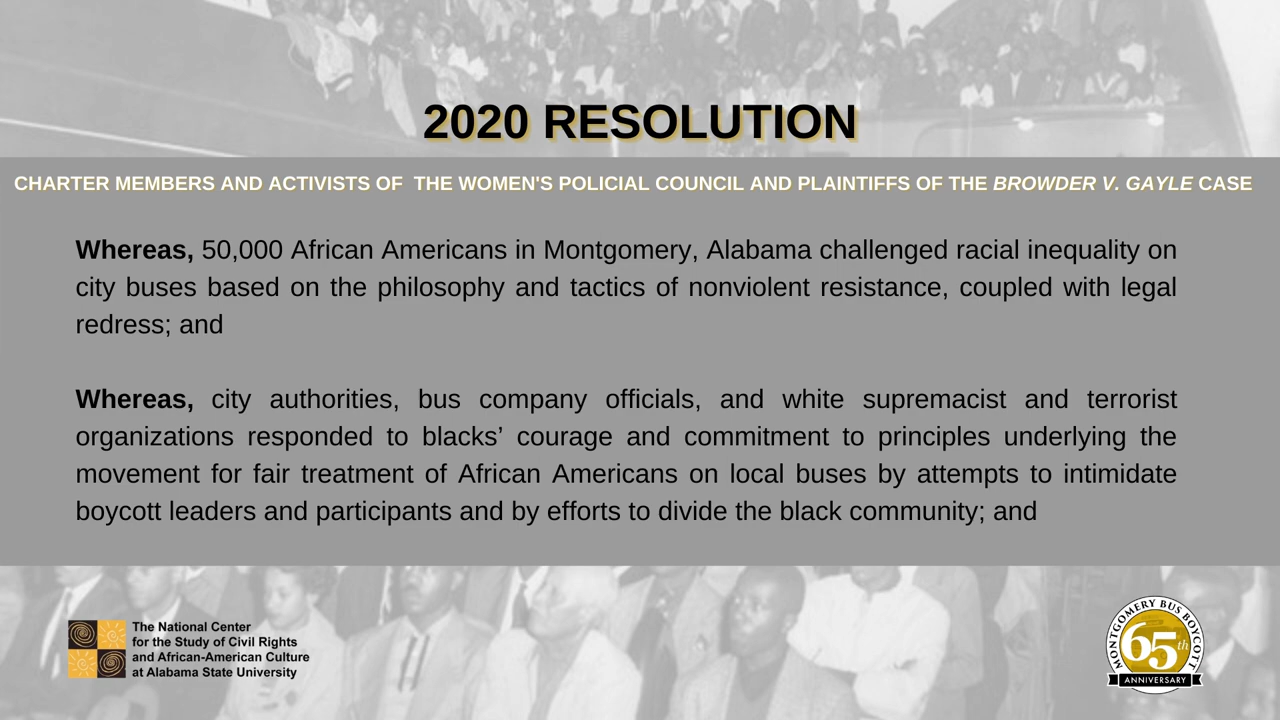 2020 RESOLUTION
CHARTER MEMBERS AND ACTIVISTS OF  THE WOMEN'S POLICIAL COUNCIL AND PLAINTIFFS OF THE BROWDER V. GAYLE CASE
Whereas, 50,000 African Americans in Montgomery, Alabama challenged racial inequality on
city buses based on the philosophy and tactics of nonviolent resistance, coupled with legal
redress; and
Whereas, city authorities, bus company officials, and white supremacist and terrorist
organizations responded to blacks’ courage and commitment to principles underlying the
movement for fair treatment of African Americans on local buses by attempts to intimidate
boycott leaders and participants and by efforts to divide the black community; and
The National Center
for the Study of Civil Rights
and African-American Culture
at Alabama State University
MONTGOMERY BUS BOYCOTT
65th
ANNIVERSARY